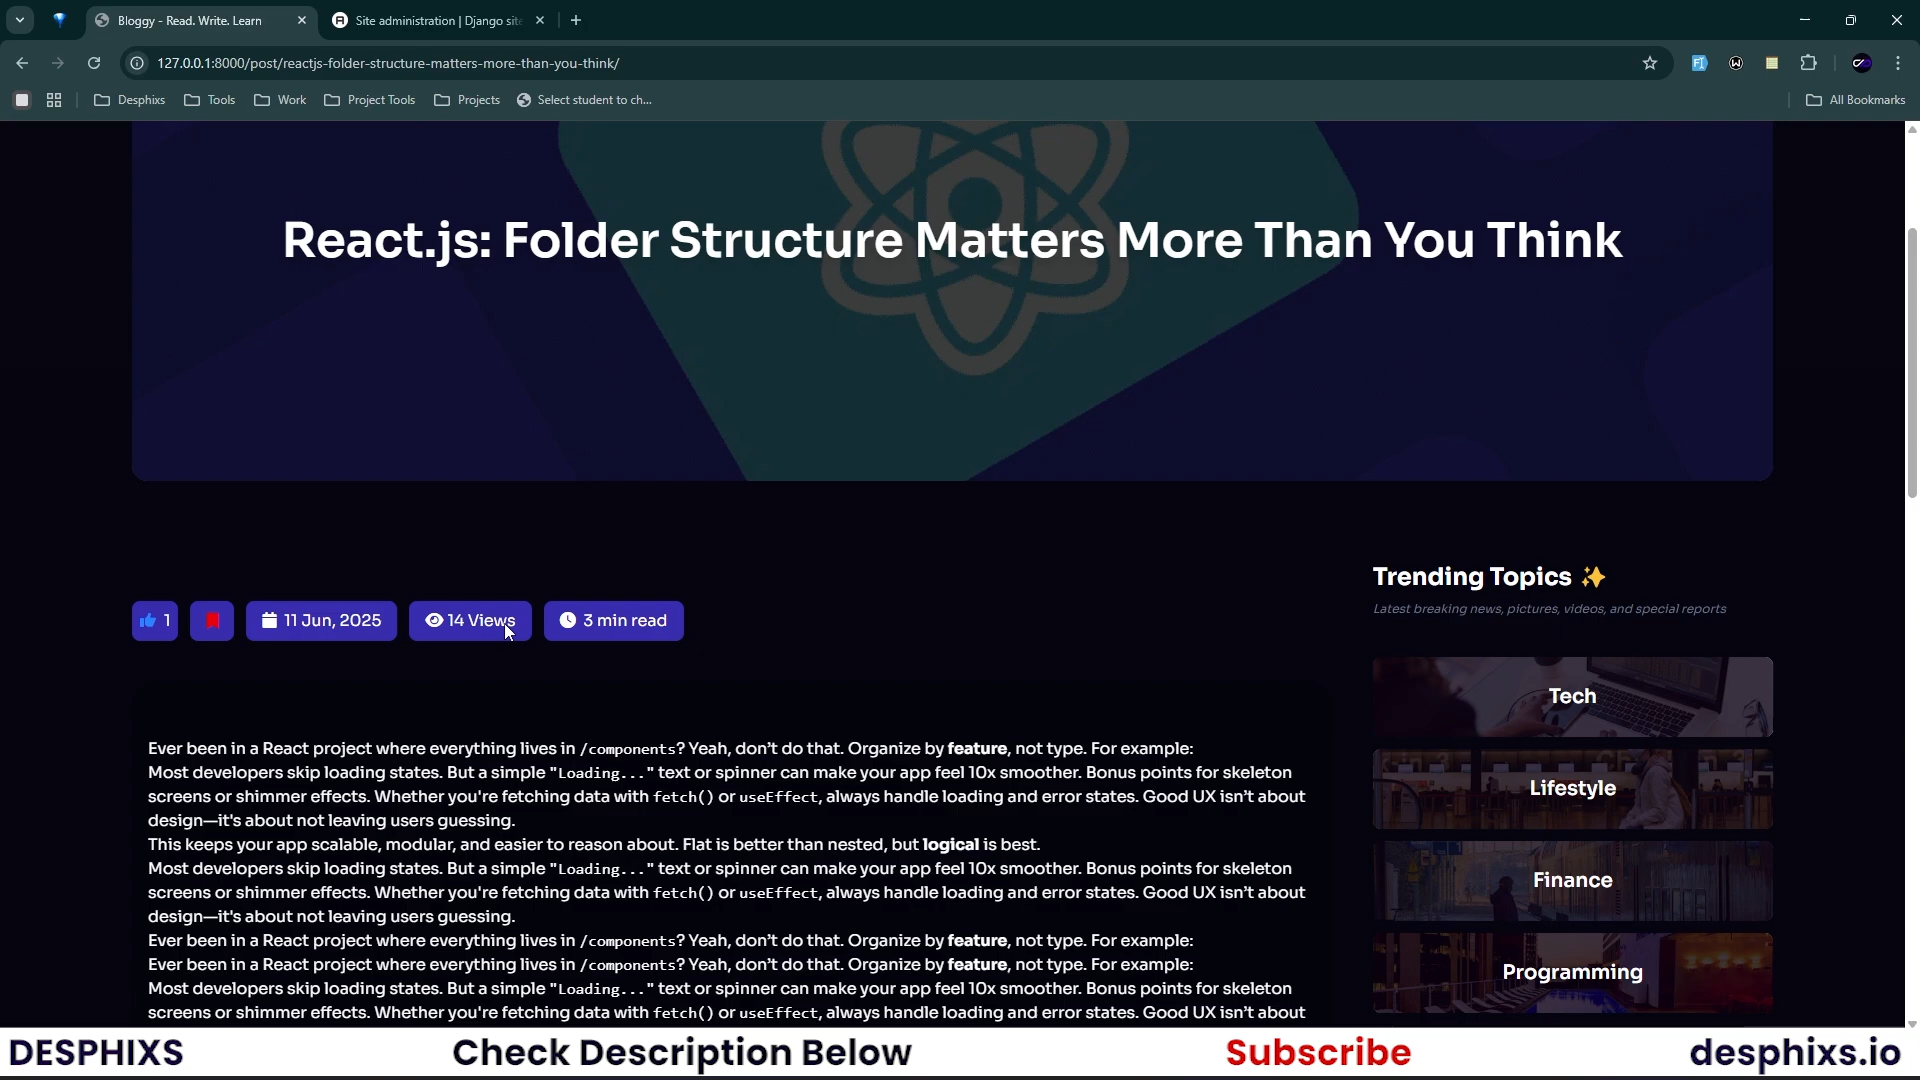 Bloggy - Read. Write. Learn
Site administration | Django site
127.0.0.1:8000/post/reactjs-folder-structure-matters-more-than-you-think/
Desphixs
Tools
Work
Project Tools
Projects
Select student to ch...
All Bookmarks
React.js: Folder Structure Matters More Than You Think
1
11 Jun, 2025
14 Views
3 min read
Ever been in a React project where everything lives in /components? Yeah, don’t do that. Organize by feature, not type. For example:
Most developers skip loading states. But a simple "Loading..." text or spinner can make your app feel 10x smoother. Bonus points for skeleton
screens or shimmer effects. Whether you're fetching data with fetch() or useEffect, always handle loading and error states. Good UX isn’t about
design—it's about not leaving users guessing.
This keeps your app scalable, modular, and easier to reason about. Flat is better than nested, but logical is best.
Most developers skip loading states. But a simple "Loading..." text or spinner can make your app feel 10x smoother. Bonus points for skeleton
screens or shimmer effects. Whether you're fetching data with fetch() or useEffect, always handle loading and error states. Good UX isn’t about
design—it's about not leaving users guessing.
Ever been in a React project where everything lives in /components? Yeah, don’t do that. Organize by feature, not type. For example:
Ever been in a React project where everything lives in /components? Yeah, don’t do that. Organize by feature, not type. For example:
Most developers skip loading states. But a simple "Loading..." text or spinner can make your app feel 10x smoother. Bonus points for skeleton
screens or shimmer effects. Whether you're fetching data with fetch() or useEffect, always handle loading and error states. Good UX isn’t about
Trending Topics ✨
Latest breaking news, pictures, videos, and special reports
Tech
Lifestyle
Finance
Programming
DESPHIXS
Check Description Below
Subscribe
desphixs.io